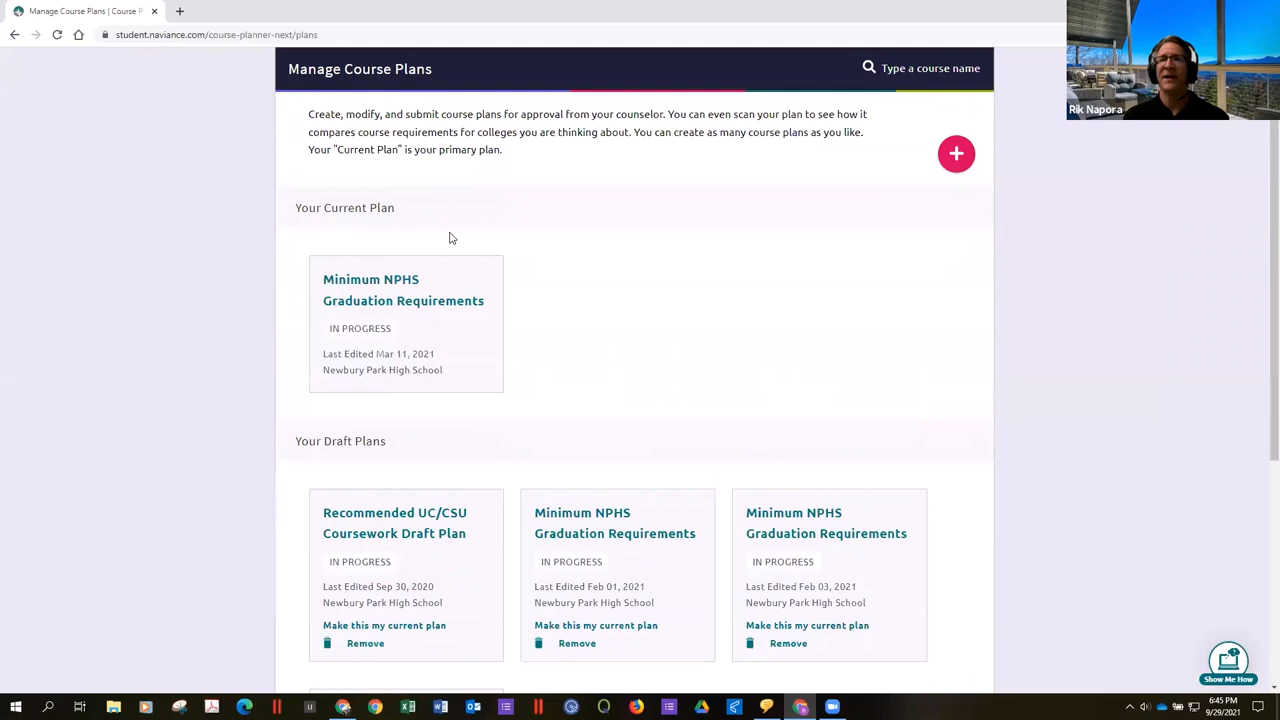 Manage Course Plans | Course P
student.naviance.com/course-planner-next/plans
Rik Napora
Manage Course Plans
Type a course name
Create, modify, and submit course plans for approval from your counselor. You can even scan your plan to see how it
compares course requirements for colleges you are thinking about. You can create as many course plans as you like.
Your "Current Plan" is your primary plan.
Your Current Plan
Minimum NPHS
Graduation Requirements
IN PROGRESS
Last Edited Mar 11, 2021
Newbury Park High School
Your Draft Plans
Recommended UC/CSU
Coursework Draft Plan
IN PROGRESS
Last Edited Sep 30, 2020
Newbury Park High School
Make this my current plan
Remove
Minimum NPHS
Graduation Requirements
IN PROGRESS
Last Edited Feb 01, 2021
Newbury Park High School
Make this my current plan
Remove
Minimum NPHS
Graduation Requirements
IN PROGRESS
Last Edited Feb 03, 2021
Newbury Park High School
Make this my current plan
Remove
Show Me How
6:45 PM
9/29/2021